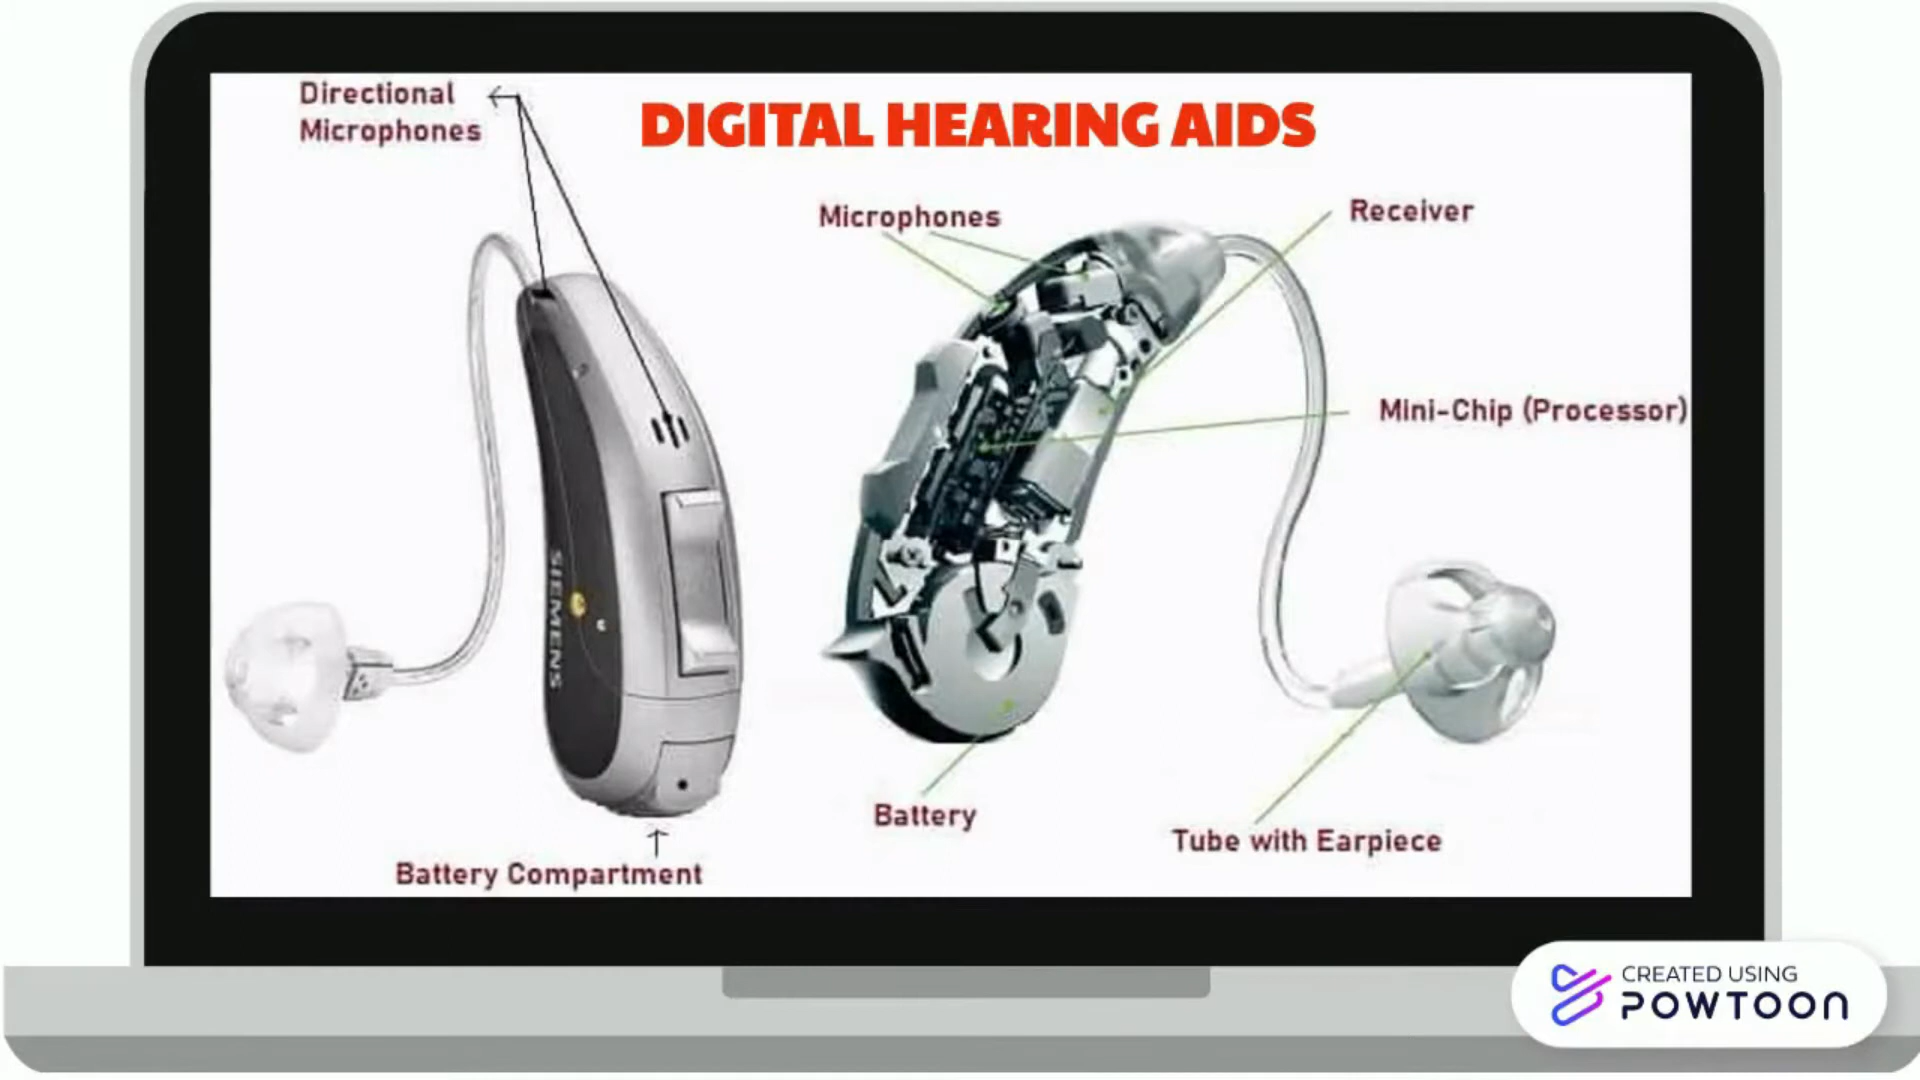 Directional
Microphones
DIGITAL HEARING AIDS
Microphones
Receiver
Mini-Chip (Processor)
SIEMENS
Battery
Tube with Earpiece
Battery Compartment
CREATED USING
POWTOON